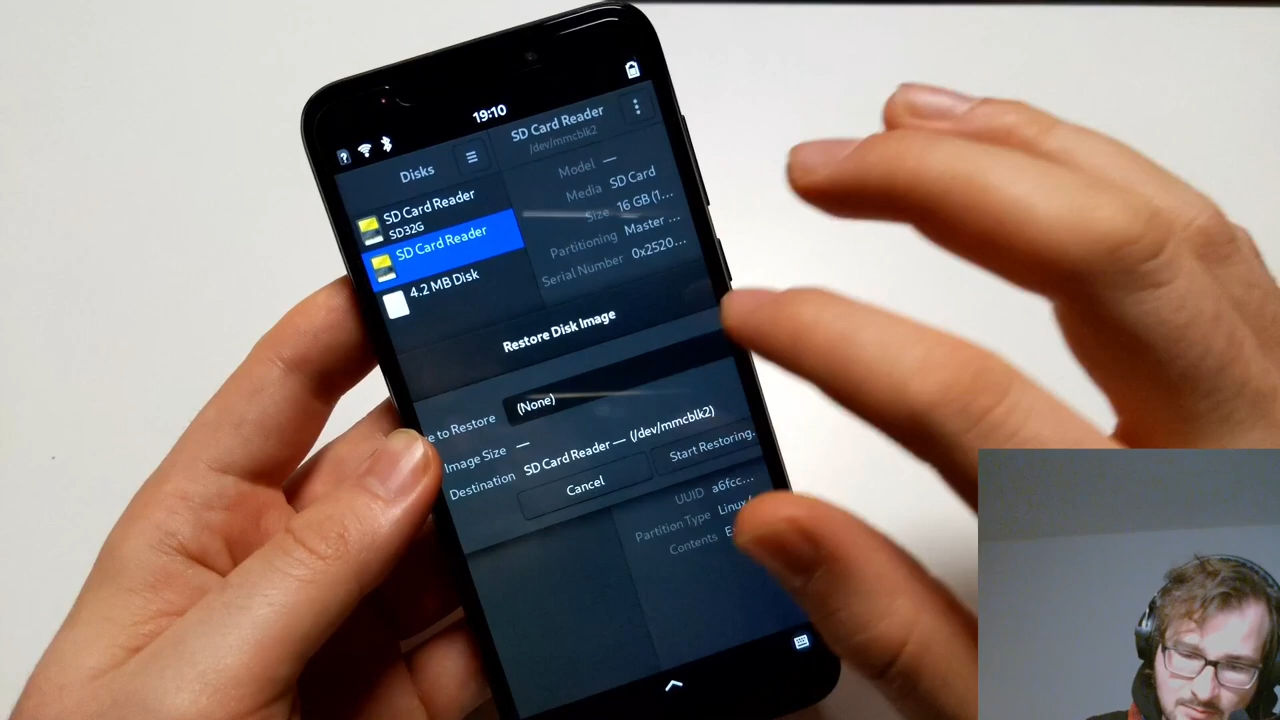 19:10
?
Disks
SD Card Reader
/dev/mmcblk2
SD Card Reader
SD32G
SD Card Reader
4.2 MB Disk
Model —
Media SD Card
Size 16 GB (1...
Partitioning Master ...
Serial Number 0x2520...
Restore Disk Image
e to Restore (None)
Image Size —
Destination SD Card Reader — (/dev/mmcblk2)
Cancel
Start Restoring.
UUID a6fcc...
Partition Type Linux
Contents E